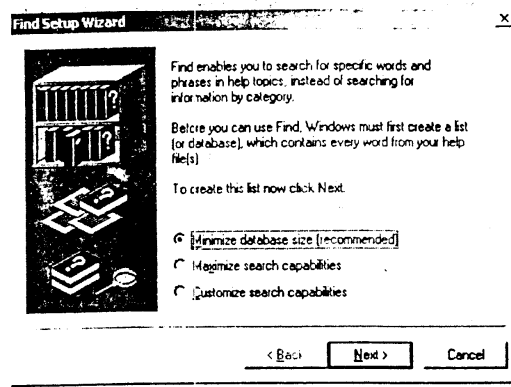 Find Setup Wizard
Find enables you to search for specific words and
phrases in help topics, instead of searching for
information by category.
Before you can use Find, Windows must first create a list
(or database), which contains every word from your help
file(s)
To create this list now click Next.
Minimize database size (recommended)
Maximize search capabilities
Customize search capabilities
< Back Next > Cancel